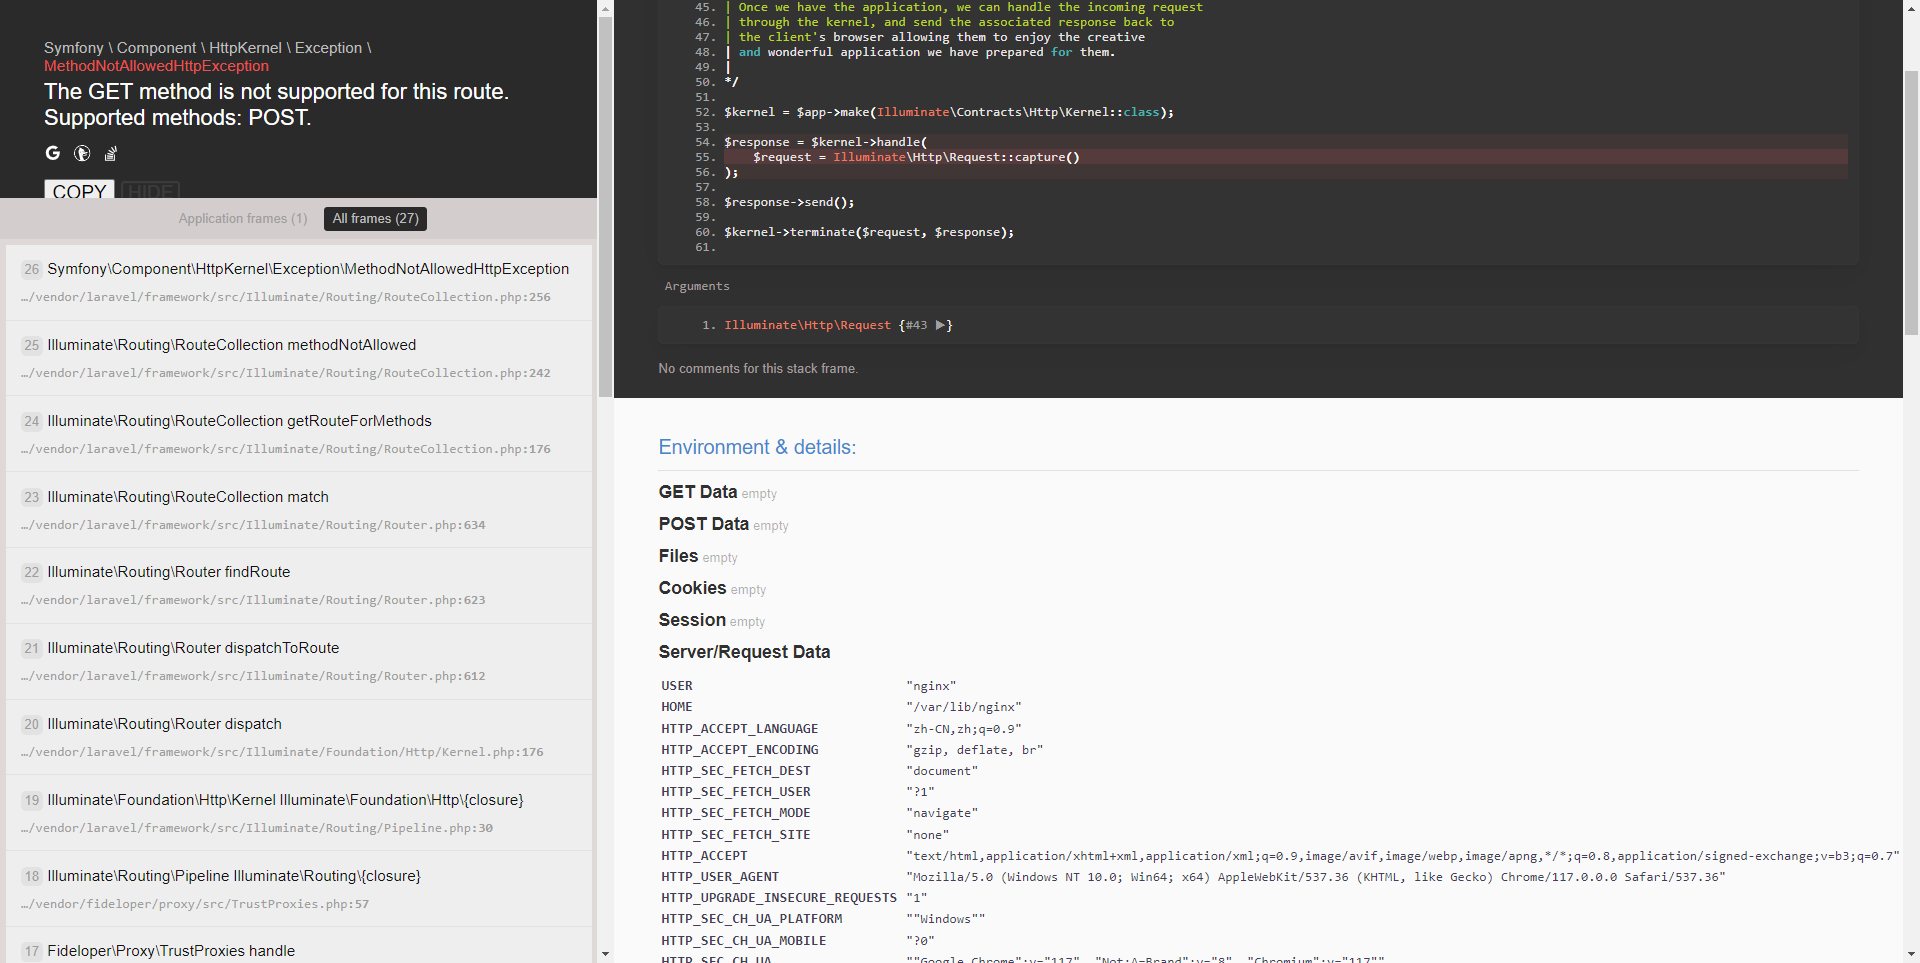 Symfony \ Component \ HttpKernel \ Exception \
MethodNotAllowedHttpException
The GET method is not supported for this route.
Supported methods: POST.
COPY HIDE
Application frames (1) All frames (27)
26 Symfony\Component\HttpKernel\Exception\MethodNotAllowedHttpException
…/vendor/laravel/framework/src/Illuminate/Routing/RouteCollection.php:256
25 Illuminate\Routing\RouteCollection methodNotAllowed
…/vendor/laravel/framework/src/Illuminate/Routing/RouteCollection.php:242
24 Illuminate\Routing\RouteCollection getRouteForMethods
…/vendor/laravel/framework/src/Illuminate/Routing/RouteCollection.php:176
23 Illuminate\Routing\RouteCollection match
…/vendor/laravel/framework/src/Illuminate/Routing/Router.php:634
22 Illuminate\Routing\Router findRoute
…/vendor/laravel/framework/src/Illuminate/Routing/Router.php:623
21 Illuminate\Routing\Router dispatchToRoute
…/vendor/laravel/framework/src/Illuminate/Routing/Router.php:612
20 Illuminate\Routing\Router dispatch
…/vendor/laravel/framework/src/Illuminate/Foundation/Http/Kernel.php:176
19 Illuminate\Foundation\Http\Kernel Illuminate\Foundation\Http\{closure}
…/vendor/laravel/framework/src/Illuminate/Routing/Pipeline.php:30
18 Illuminate\Routing\Pipeline Illuminate\Routing\{closure}
…/vendor/fideloper/proxy/src/TrustProxies.php:57
17 Fideloper\Proxy\TrustProxies handle
45. | Once we have the application, we can handle the incoming request
46. | through the kernel, and send the associated response back to
47. | the client's browser allowing them to enjoy the creative
48. | and wonderful application we have prepared for them.
49. |
50. */
51.
52. $kernel = $app->make(Illuminate\Contracts\Http\Kernel::class);
53.
54. $response = $kernel->handle(
55.     $request = Illuminate\Http\Request::capture()
56. );
57.
58. $response->send();
59.
60. $kernel->terminate($request, $response);
61.
Arguments
1. Illuminate\Http\Request {#43 ▶}
No comments for this stack frame.
Environment & details:
GET Data empty
POST Data empty
Files empty
Cookies empty
Session empty
Server/Request Data
USER "nginx"
HOME "/var/lib/nginx"
HTTP_ACCEPT_LANGUAGE "zh-CN,zh;q=0.9"
HTTP_ACCEPT_ENCODING "gzip, deflate, br"
HTTP_SEC_FETCH_DEST "document"
HTTP_SEC_FETCH_USER "?1"
HTTP_SEC_FETCH_MODE "navigate"
HTTP_SEC_FETCH_SITE "none"
HTTP_ACCEPT "text/html,application/xhtml+xml,application/xml;q=0.9,image/avif,image/webp,image/apng,*/*;q=0.8,application/signed-exchange;v=b3;q=0.7"
HTTP_USER_AGENT "Mozilla/5.0 (Windows NT 10.0; Win64; x64) AppleWebKit/537.36 (KHTML, like Gecko) Chrome/117.0.0.0 Safari/537.36"
HTTP_UPGRADE_INSECURE_REQUESTS "1"
HTTP_SEC_CH_UA_PLATFORM ""Windows""
HTTP_SEC_CH_UA_MOBILE "?0"
HTTP_SEC_CH_UA ""Google Chrome";v="117", "Not;A=Brand";v="8", "Chromium";v="117""